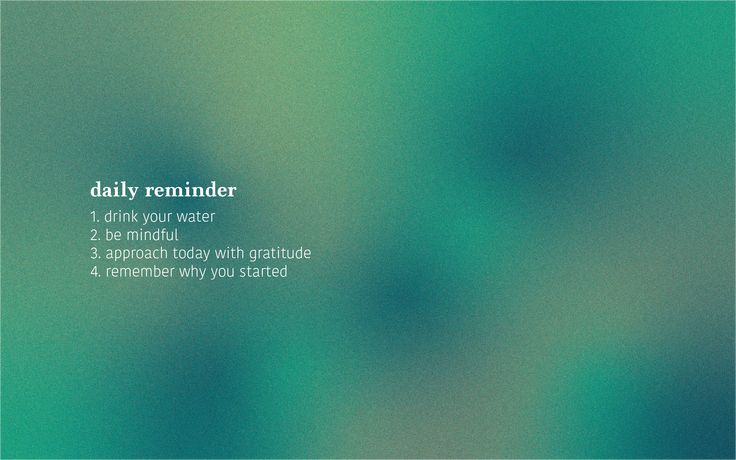 daily reminder
1. drink your water
2. be mindful
3. approach today with gratitude
4. remember why you started